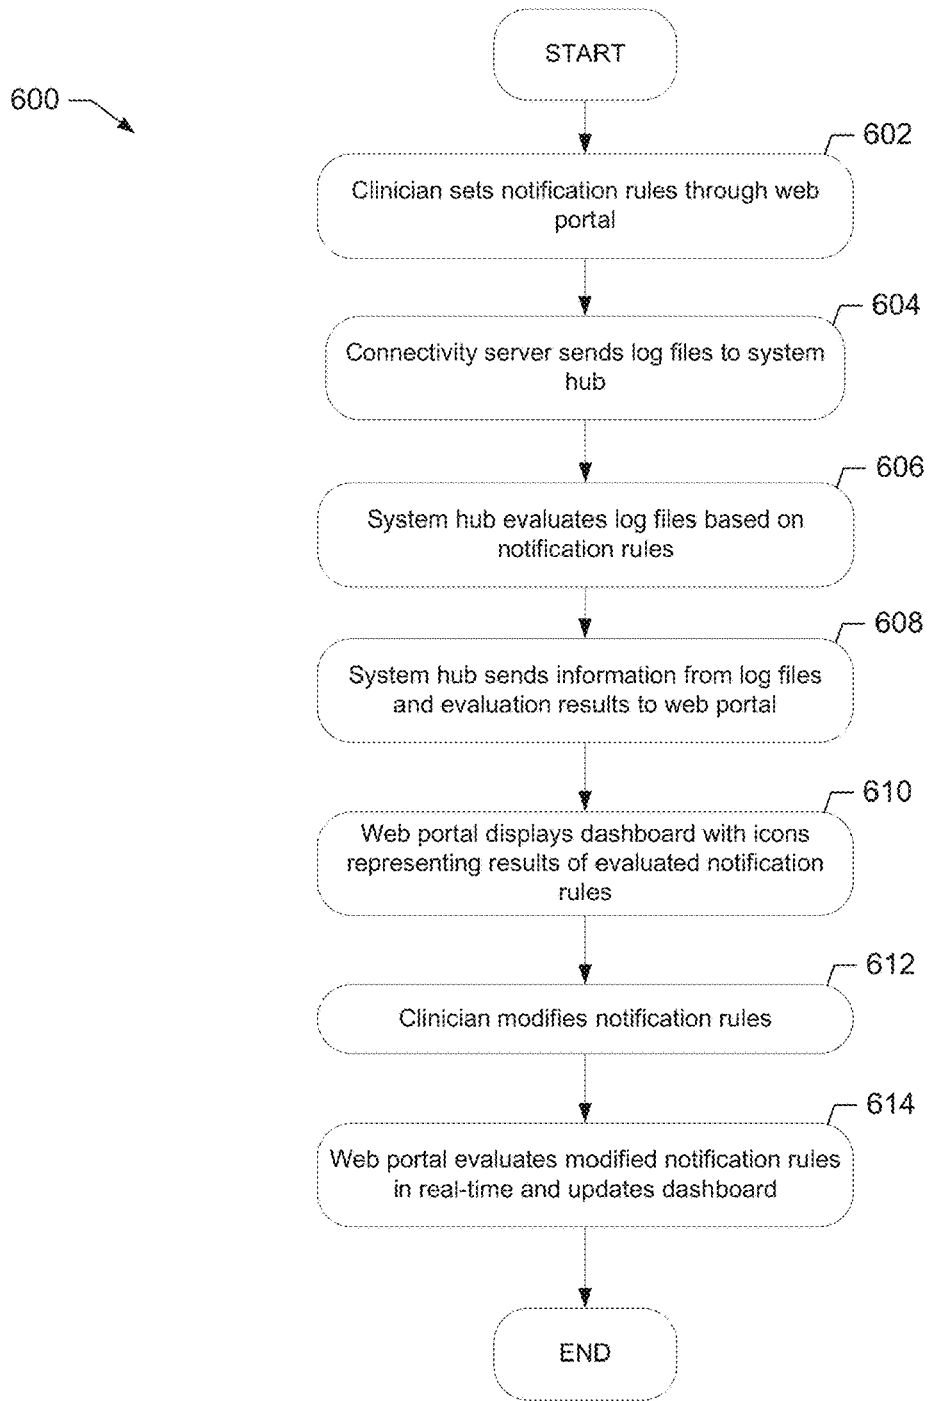 START
600
602
Clinician sets notification rules through web
portal
604
Connectivity server sends log files to system
hub
606
System hub evaluates log files based on
notification rules
608
System hub sends information from log files
and evaluation results to web portal
610
Web portal displays dashboard with icons
representing results of evaluated notification
rules
612
Clinician modifies notification rules
614
Web portal evaluates modified notification rules
in real-time and updates dashboard
END